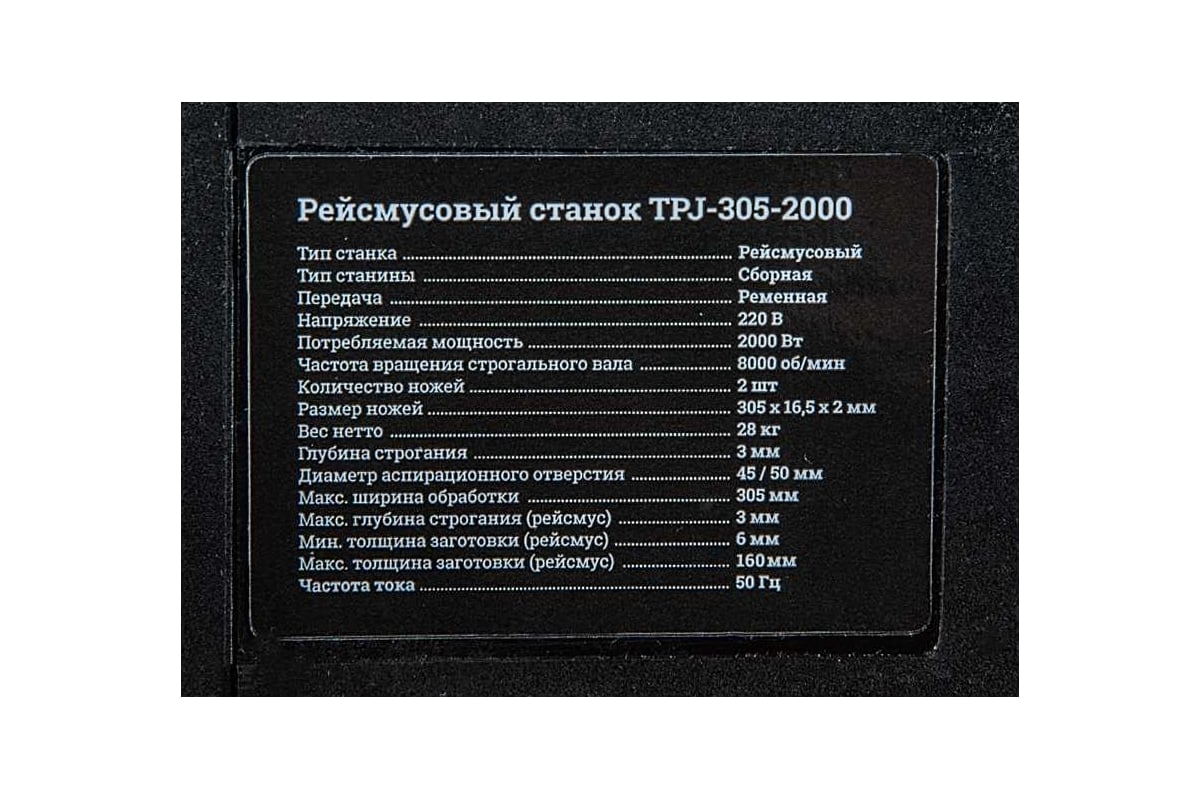 Рейсмусовый станок TPJ-305-2000
Тип станка ........ Рейсмусовый
Тип станины ........ Сборная
Передача ........ Ременная
Напряжение ........ 220 В
Потребляемая мощность ........ 2000 Вт
Частота вращения строгального вала ........ 8000 об/мин
Количество ножей ........ 2 шт
Размер ножей ........ 305 x 16,5 x 2 мм
Вес нетто ........ 28 кг
Глубина строгания ........ 3 мм
Диаметр аспирационного отверстия ........ 45 / 50 мм
Макс. ширина обработки ........ 305 мм
Макс. глубина строгания (рейсмус) ........ 3 мм
Мин. толщина заготовки (рейсмус) ........ 6 мм
Макс. толщина заготовки (рейсмус) ........ 160 мм
Частота тока ........ 50 Гц